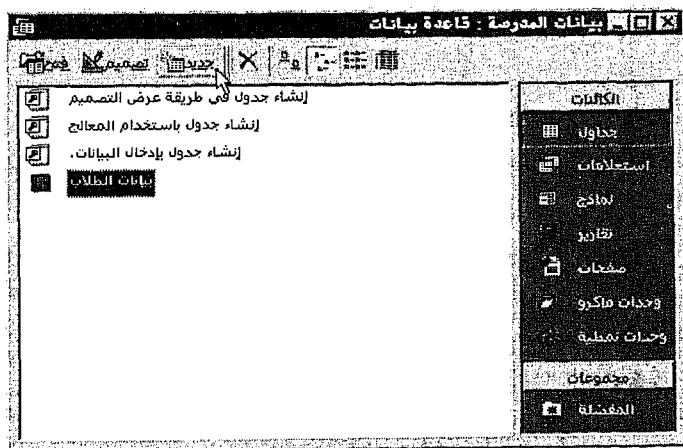 بيانات المدرسة : قاعدة بيانات
فتح تصميم جديد
الكائنات
جداول
استعلامات
نماذج
تقارير
صفحات
وحدات ماكرو
وحدات نمطية
مجموعات
المفضلة
إنشاء جدول في طريقة عرض التصميم
إنشاء جدول باستخدام المعالج
إنشاء جدول بإدخال البيانات.
بيانات الطلاب